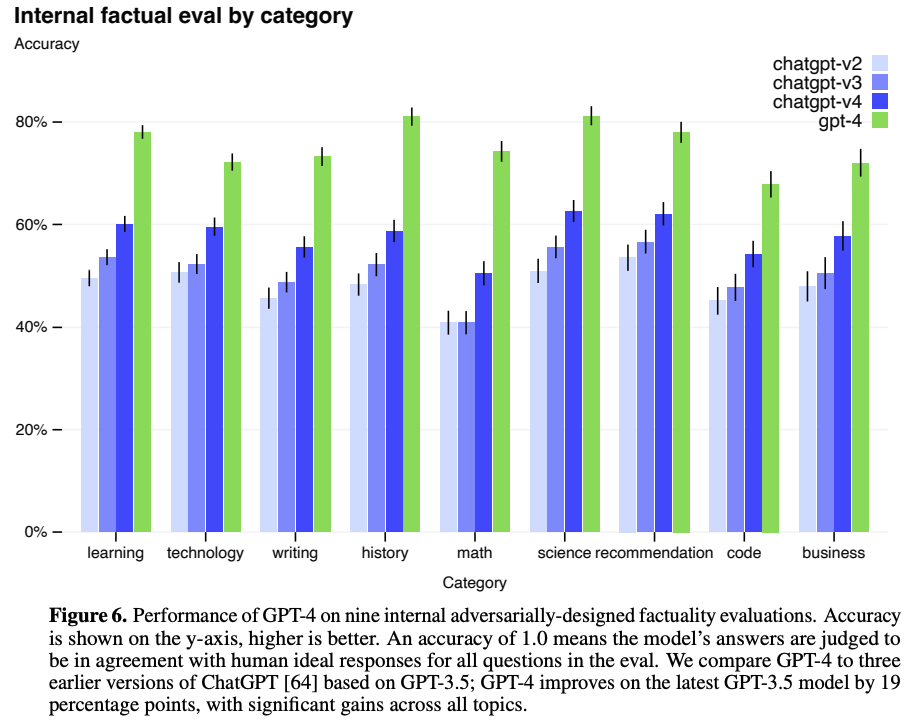 Internal factual eval by category
Accuracy
chatgpt-v2
chatgpt-v3
chatgpt-v4
gpt-4
80%
60%
40%
20%
0%
learning
technology
writing
history
math
science
recommendation
code
business
Category
Figure 6. Performance of GPT-4 on nine internal adversarially-designed factuality evaluations. Accuracy
is shown on the y-axis, higher is better. An accuracy of 1.0 means the model's answers are judged to
be in agreement with human ideal responses for all questions in the eval. We compare GPT-4 to three
earlier versions of ChatGPT [64] based on GPT-3.5; GPT-4 improves on the latest GPT-3.5 model by 19
percentage points, with significant gains across all topics.